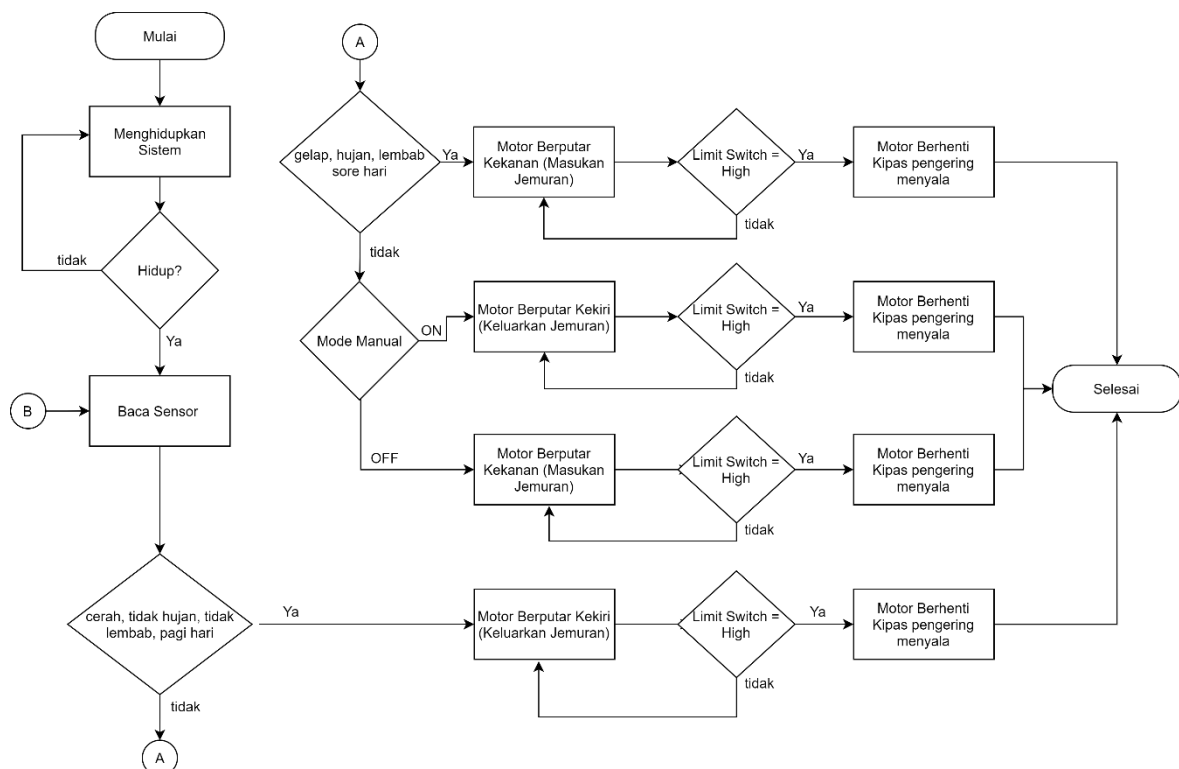 Mulai
Menghidupkan
Sistem
Hidup?
tidak
Ya
B
Baca Sensor
cerah, tidak hujan, tidak
lembab, pagi hari
Ya
tidak
A
A
gelap, hujan, lembab
sore hari
Ya
tidak
Motor Berputar
Kekanan (Masukan
Jemuran)
Limit Switch =
High
Ya
tidak
Motor Berhenti
Kipas pengering
menyala
Mode Manual
ON
OFF
Motor Berputar Kekiri
(Keluarkan Jemuran)
Limit Switch =
High
Ya
tidak
Motor Berhenti
Kipas pengering
menyala
Motor Berputar
Kekanan (Masukan
Jemuran)
Limit Switch =
High
Ya
tidak
Motor Berhenti
Kipas pengering
menyala
Motor Berputar Kekiri
(Keluarkan Jemuran)
Limit Switch =
High
Ya
tidak
Motor Berhenti
Kipas pengering
menyala
Selesai